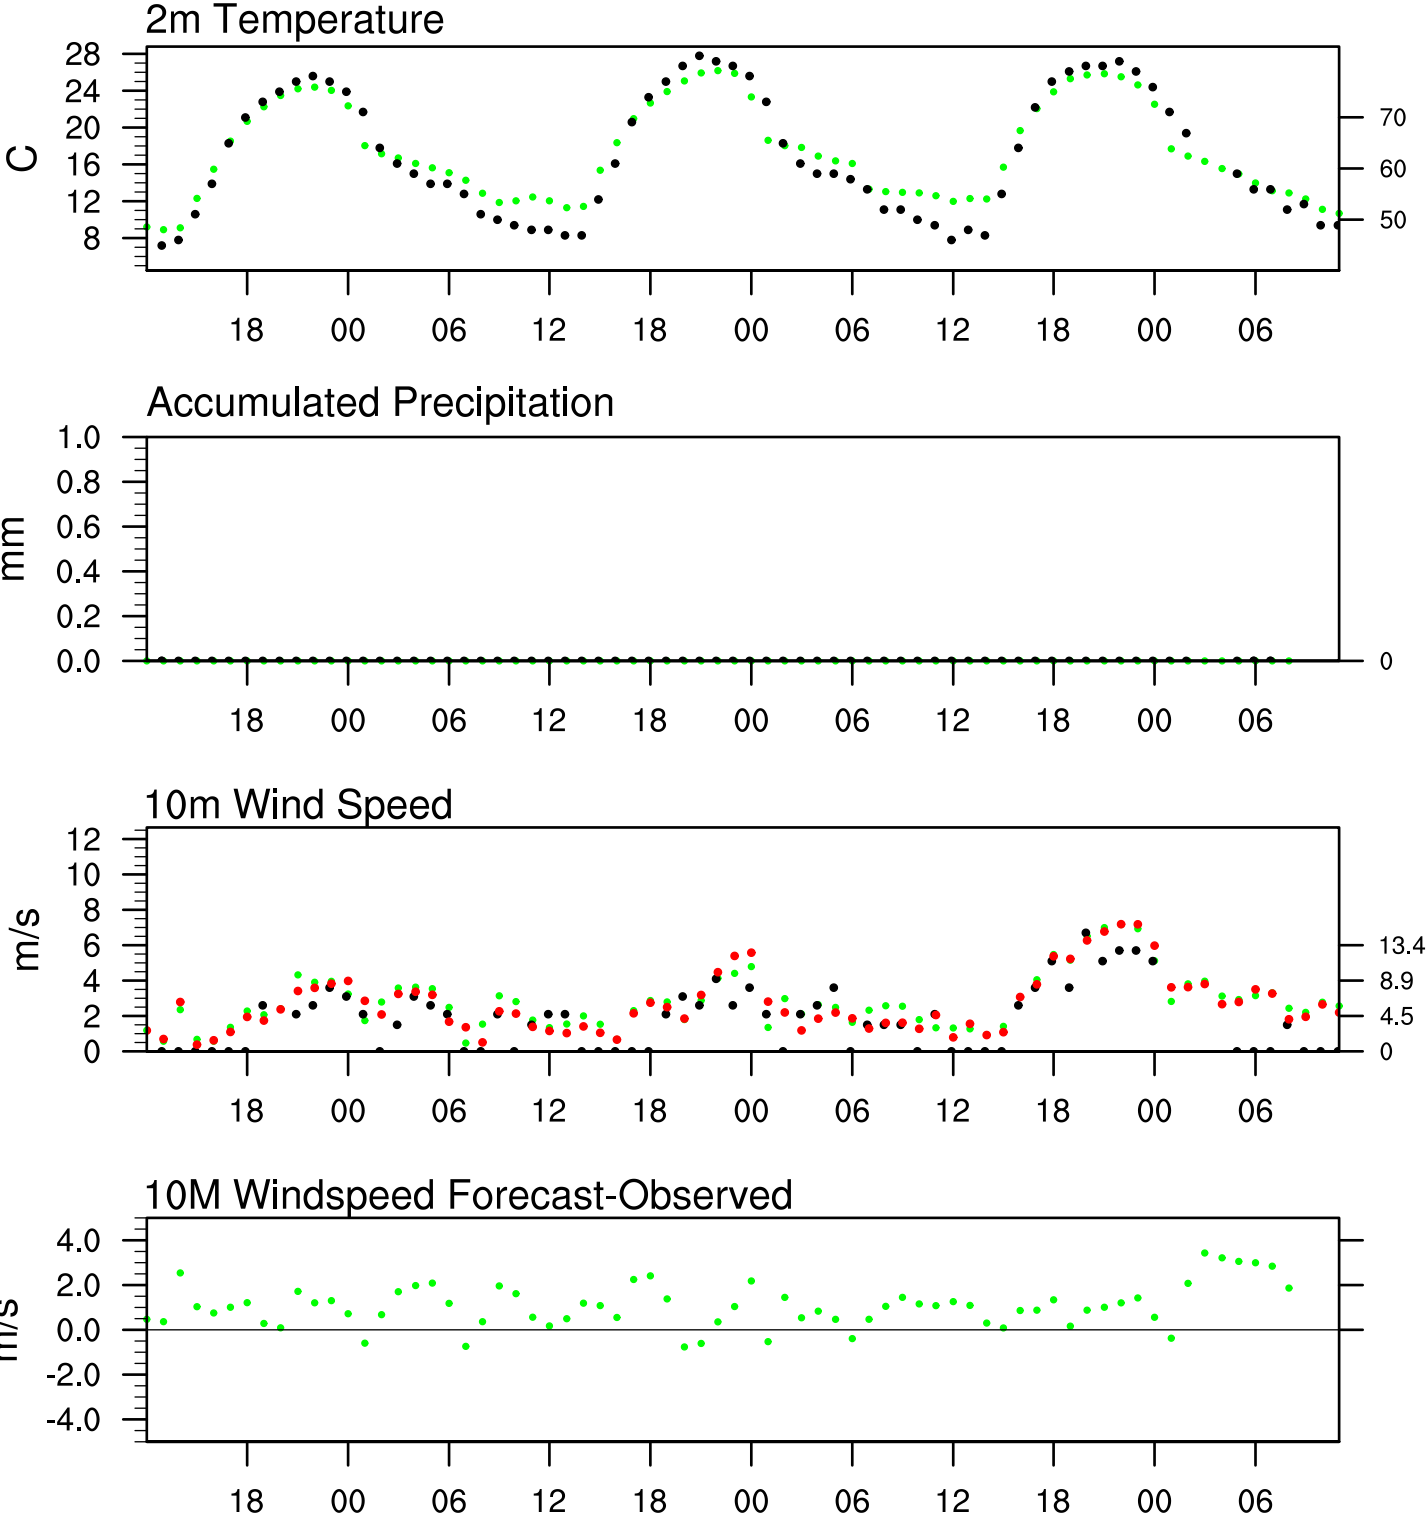 2m Temperature
28
24
20
16
12
8
C
70
60
50
18 00 06 12 18 00 06 12 18 00 06
Accumulated Precipitation
1.0
0.8
0.6
0.4
0.2
0.0
mm
0
18 00 06 12 18 00 06 12 18 00 06
10m Wind Speed
12
10
8
6
4
2
0
m/s
13.4
8.9
4.5
0
18 00 06 12 18 00 06 12 18 00 06
10M Windspeed Forecast-Observed
4.0
2.0
0.0
-2.0
-4.0
m/s
18 00 06 12 18 00 06 12 18 00 06